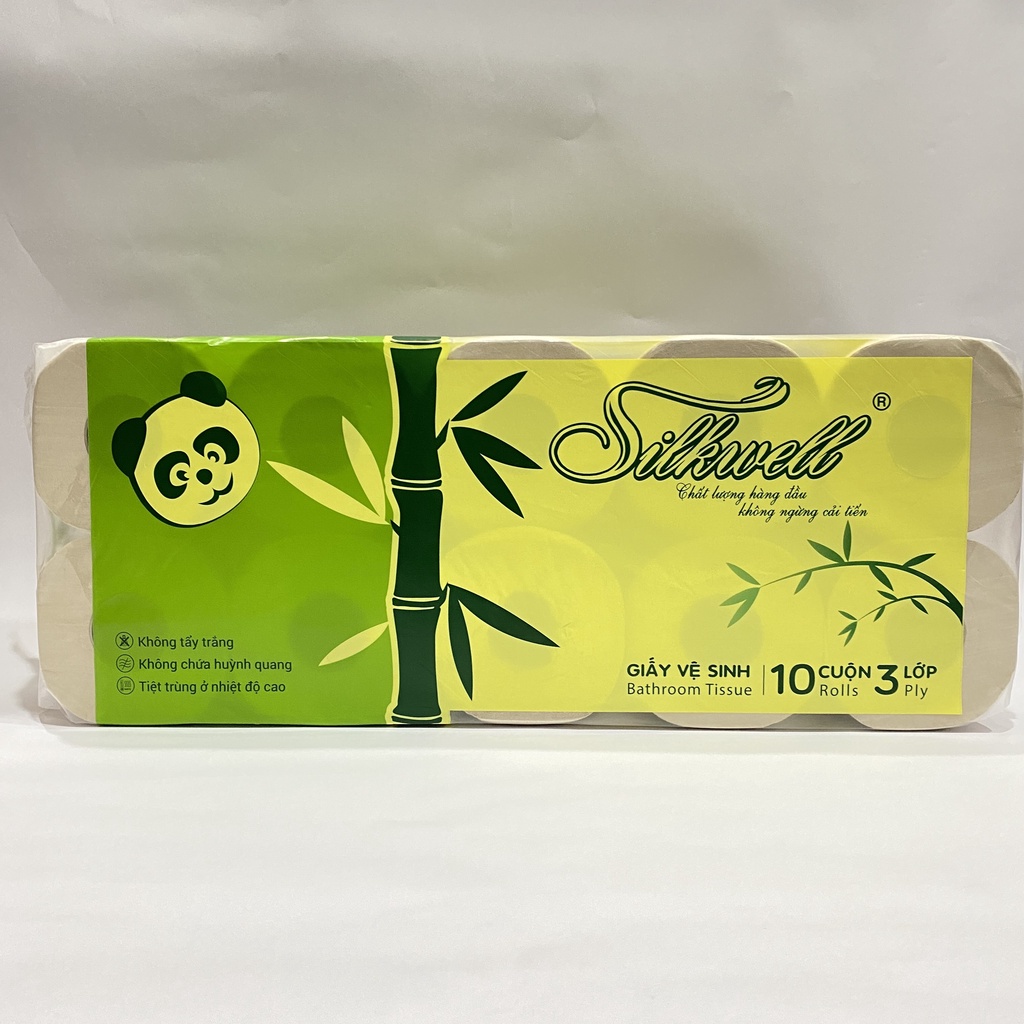 Silkwell ®
Chất lượng hàng đầu
không ngừng cải tiến
Không tẩy trắng
Không chứa huỳnh quang
Tiệt trùng ở nhiệt độ cao
GIẤY VỆ SINH | 10 CUỘN 3 LỚP
Bathroom Tissue Rolls Ply